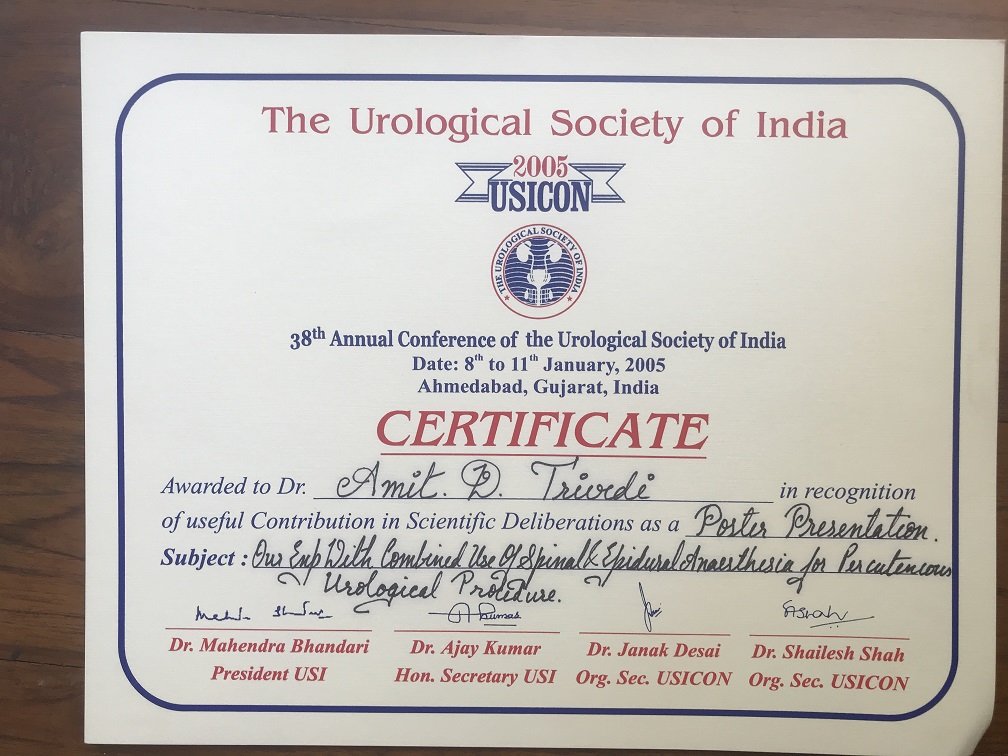 The Urological Society of India
2005
USICON
THE UROLOGICAL SOCIETY OF INDIA
38th Annual Conference of the Urological Society of India
Date: 8th to 11th January, 2005
Ahmedabad, Gujarat, India
CERTIFICATE
Awarded to Dr. Amit. D. Trivedi in recognition
of useful Contribution in Scientific Deliberations as a Poster Presentation.
Subject : Our Exp With Combined Use Of Spinal & Epidural Anaesthesia for Percuteneous
Urological Procedure.
Dr. Mahendra Bhandari Dr. Ajay Kumar Dr. Janak Desai Dr. Shailesh Shah
President USI Hon. Secretary USI Org. Sec. USICON Org. Sec. USICON